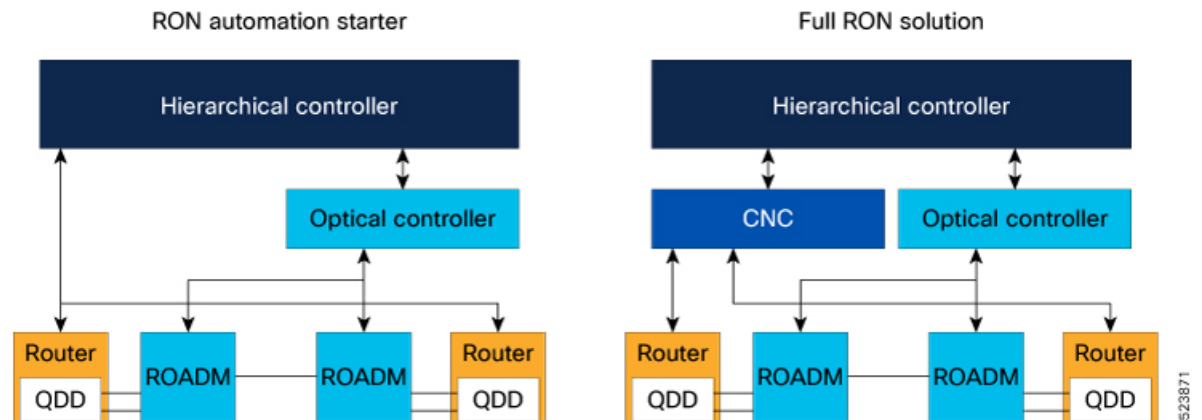 RON automation starter
Full RON solution
Hierarchical controller
Hierarchical controller
Optical controller
CNC
Optical controller
Router
QDD
ROADM
ROADM
Router
QDD
Router
QDD
ROADM
ROADM
Router
QDD
523871